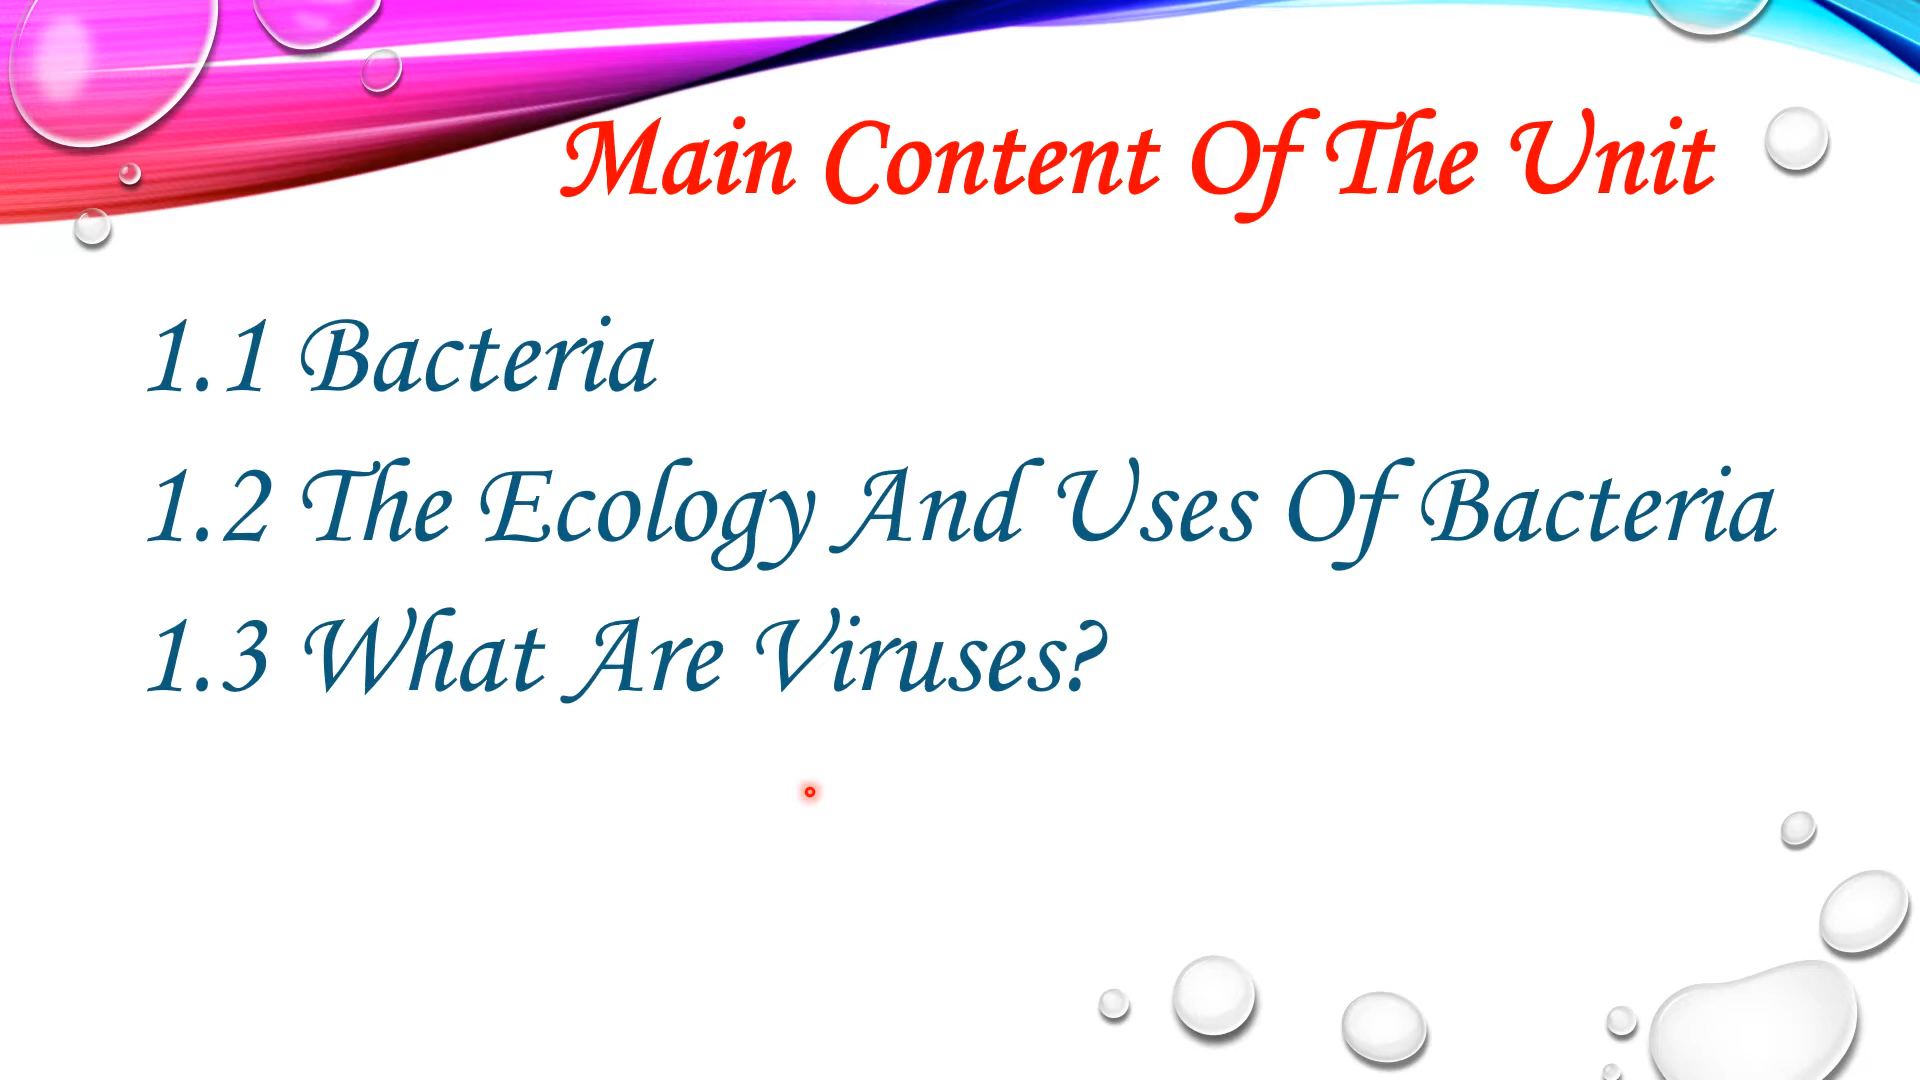 Main Content Of The Unit
1.1 Bacteria
1.2 The Ecology And Uses Of Bacteria
1.3 What Are Viruses?